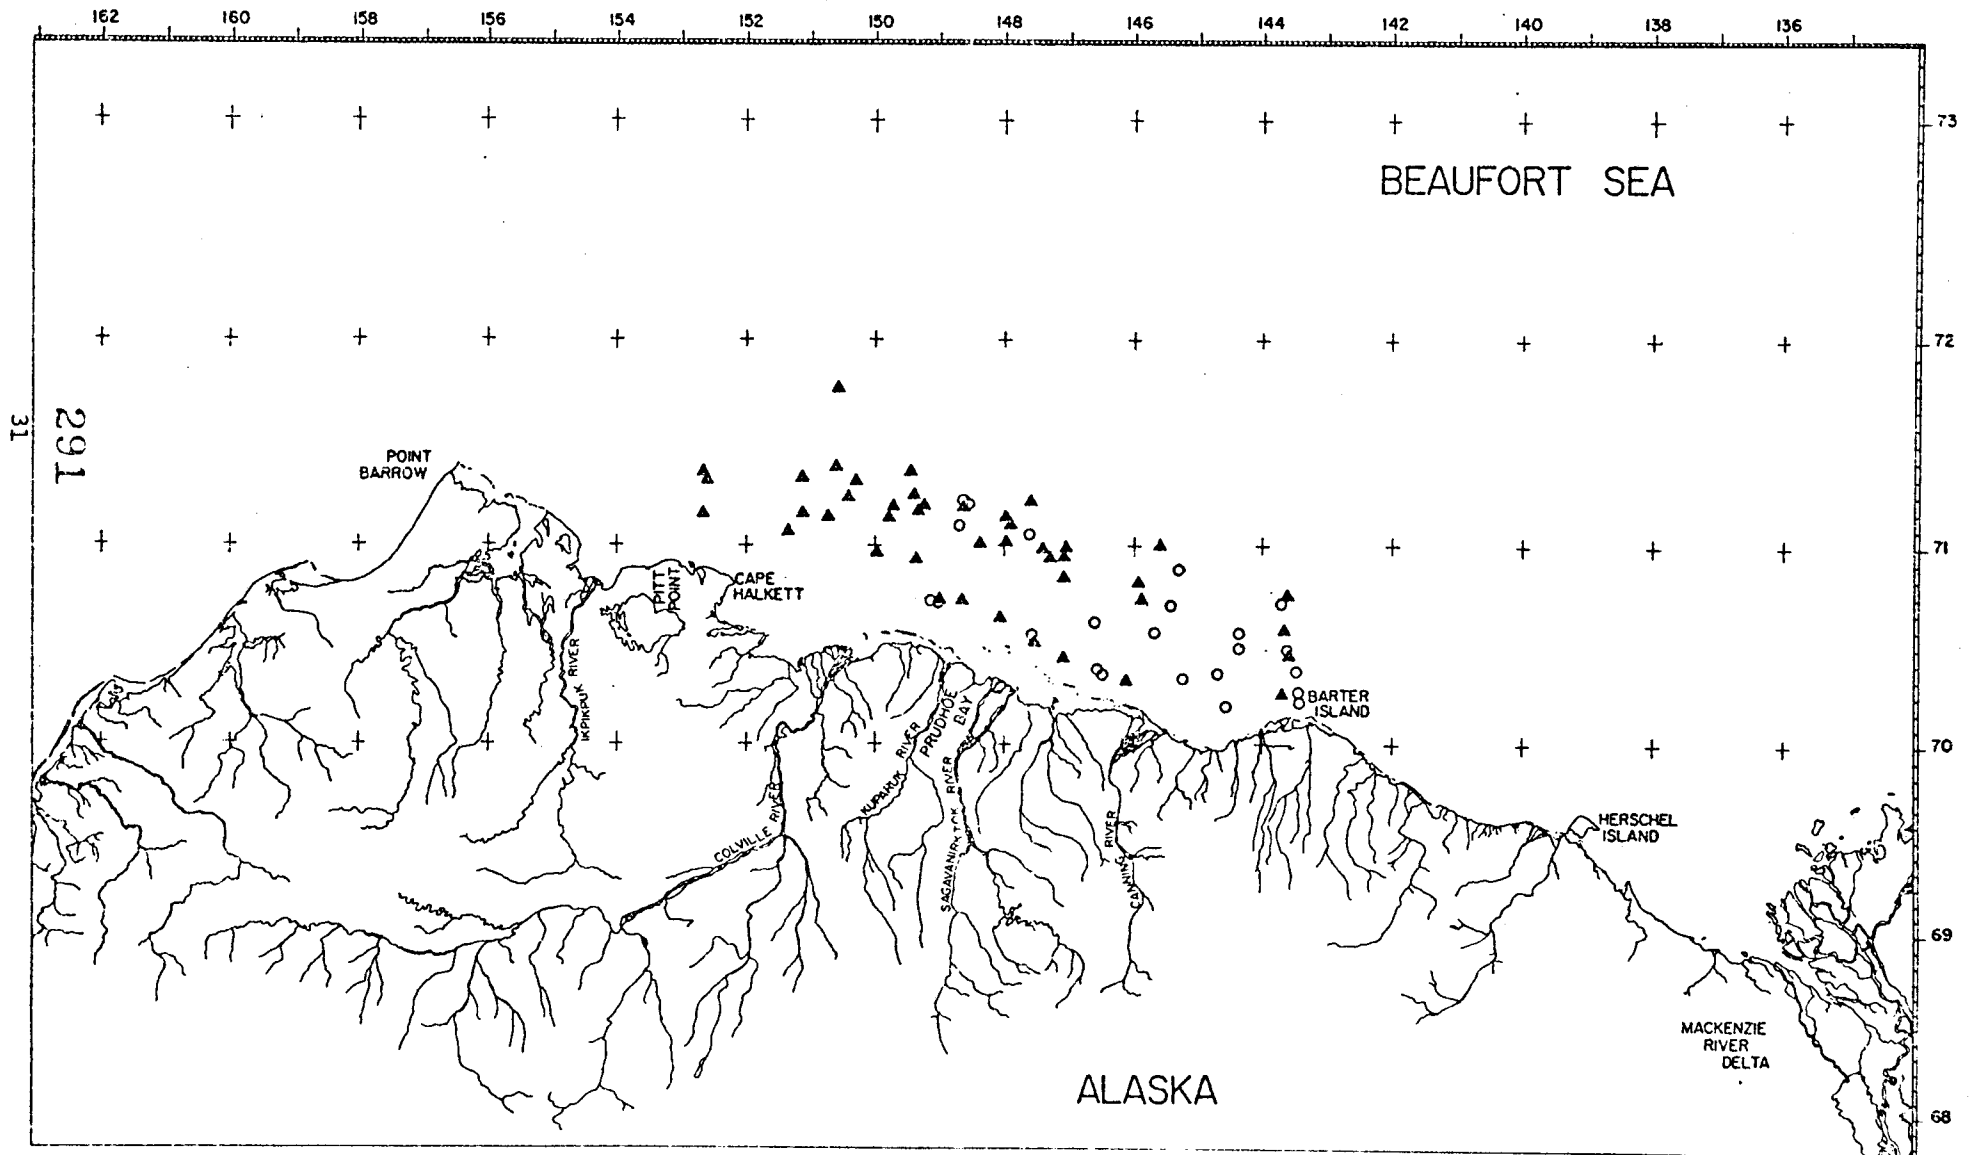 162 160 158 156 154 152 150 148 146 144 142 140 138 136
73
BEAUFORT SEA
72
31
291
POINT
BARROW
71
PITT
POINT
CAPE
HALKETT
IKPIKPUK RIVER
BARTER
ISLAND
PRUDHOE
BAY
70
KUPARUK RIVER
COLVILLE RIVER
SAGAVANIRKTOK RIVER
CANNING RIVER
HERSCHEL
ISLAND
69
MACKENZIE
RIVER
DELTA
ALASKA
68